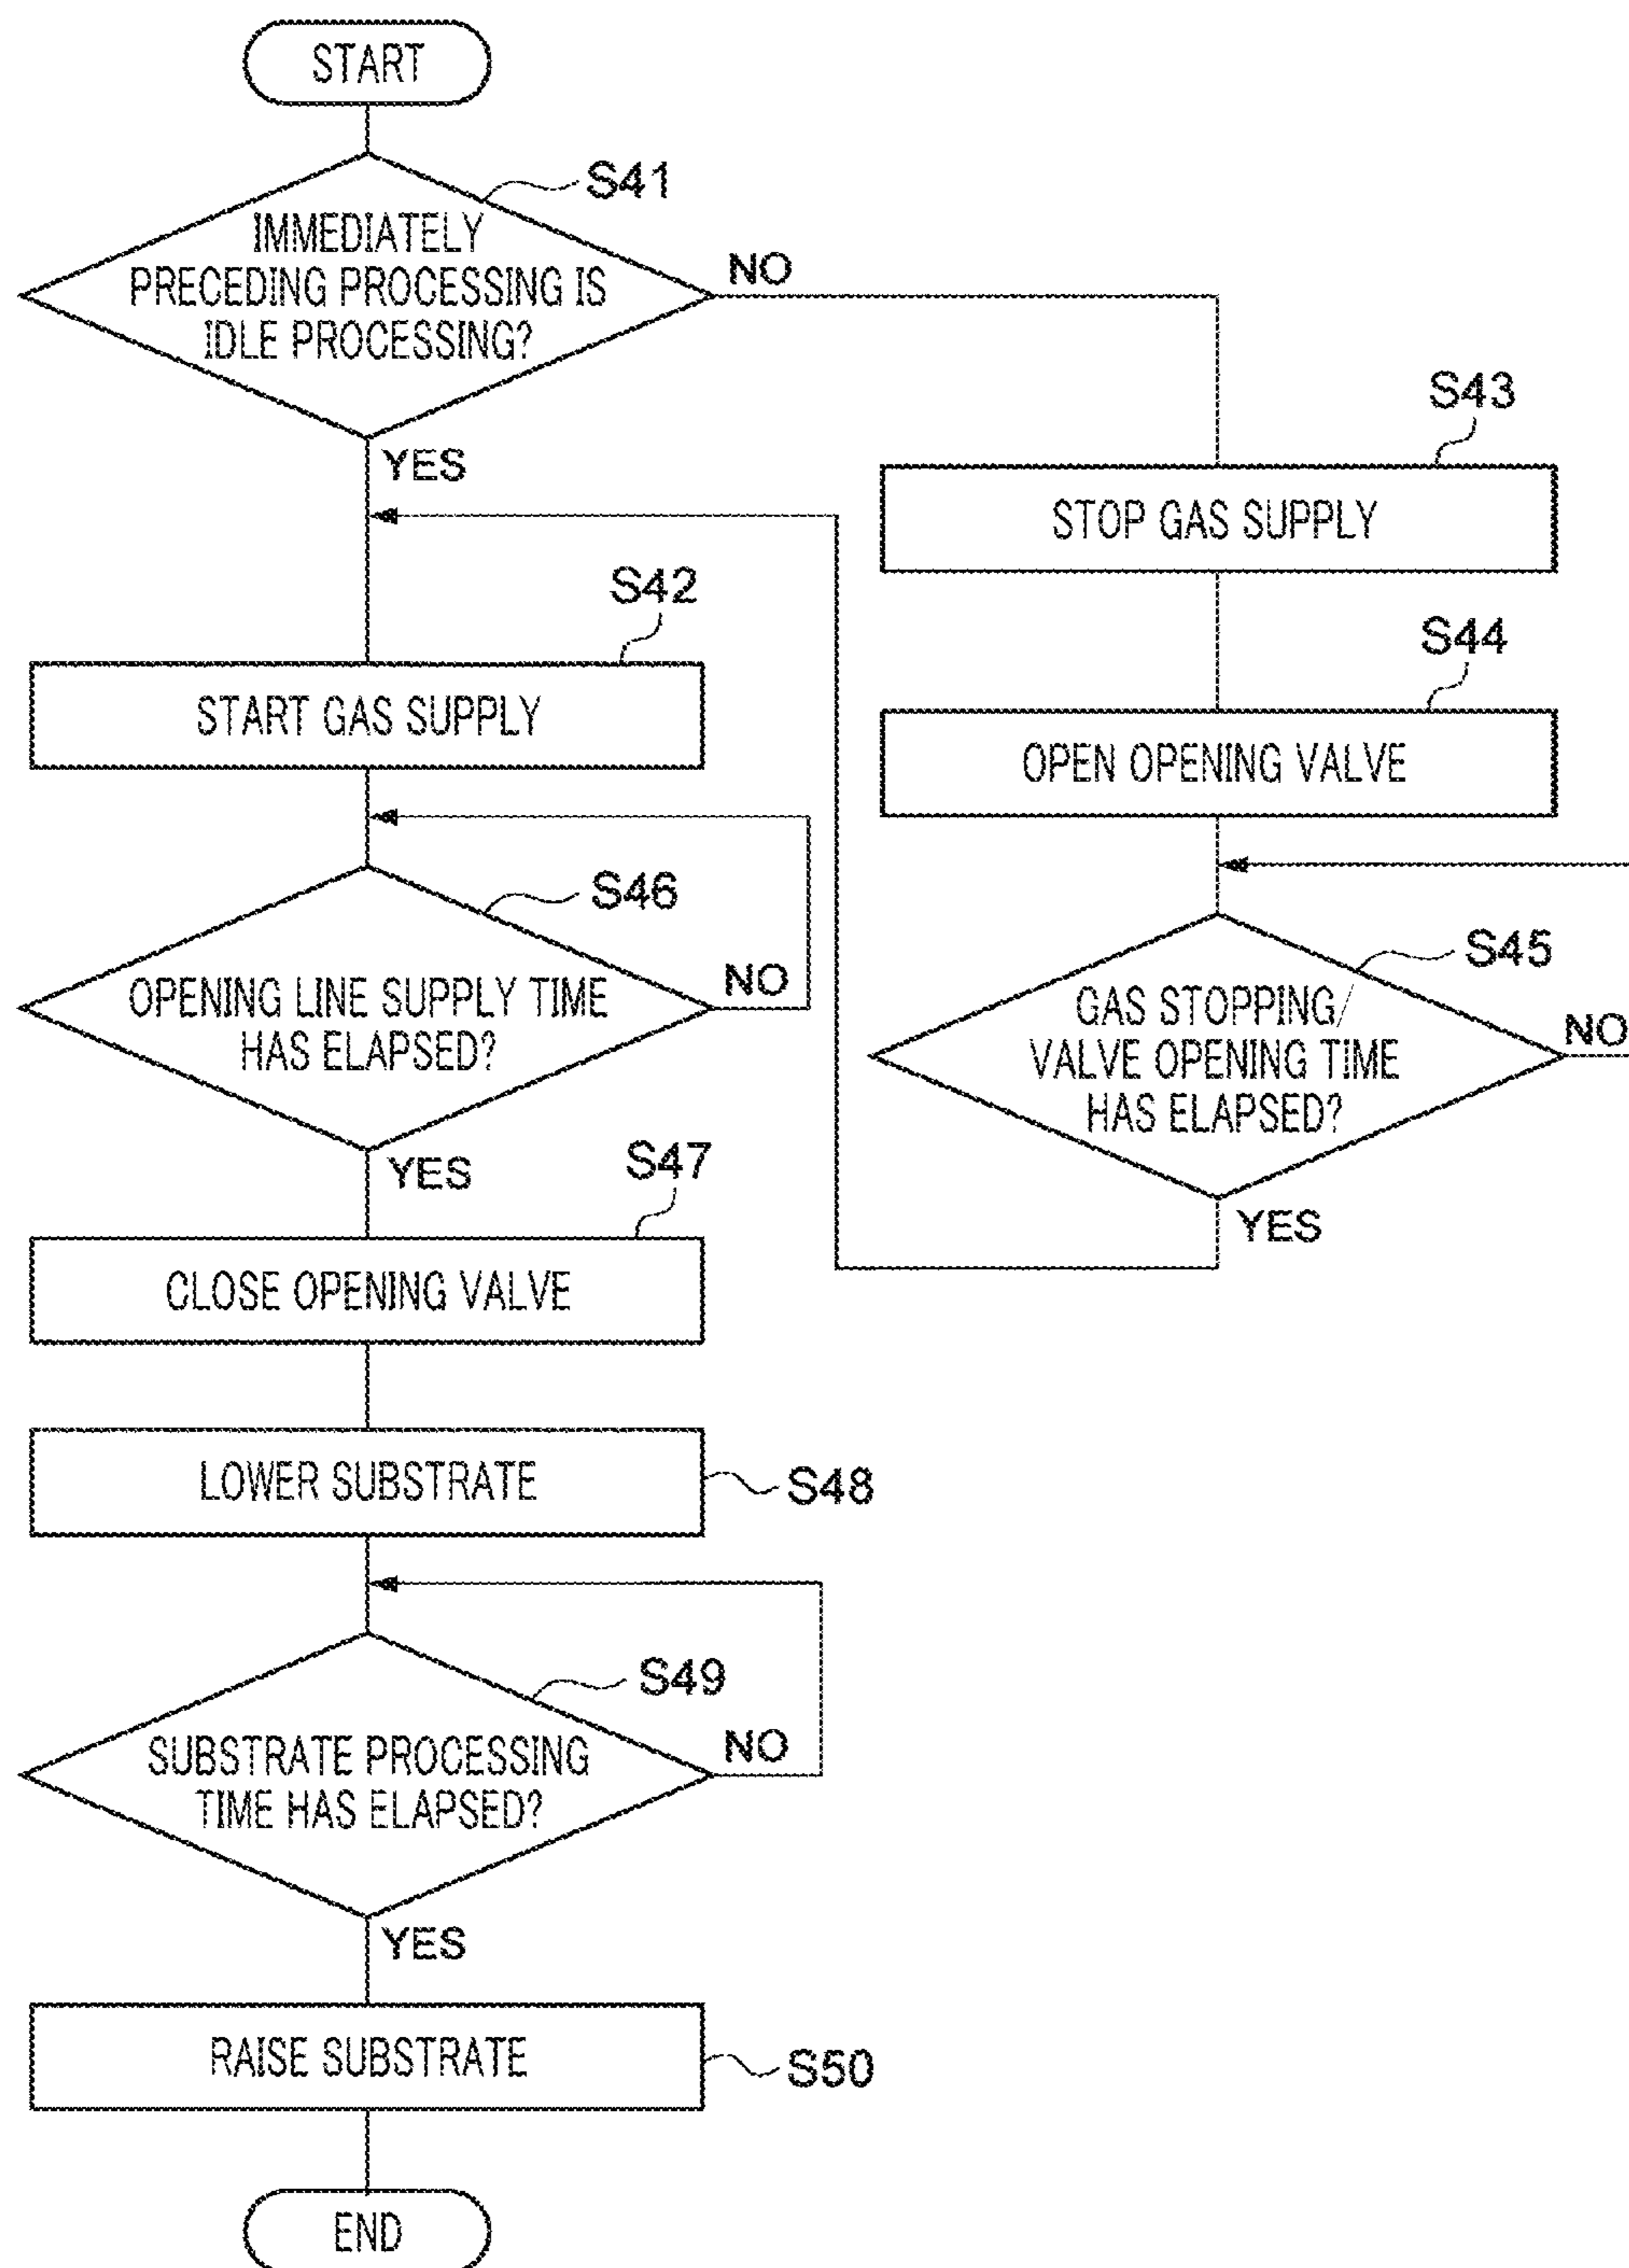 START
S41
IMMEDIATELY
PRECEDING PROCESSING IS
IDLE PROCESSING?
NO
YES
S43
STOP GAS SUPPLY
S42
START GAS SUPPLY
S44
OPEN OPENING VALVE
S46
OPENING LINE SUPPLY TIME
HAS ELAPSED?
NO
YES
S45
GAS STOPPING/
VALVE OPENING TIME
HAS ELAPSED?
NO
YES
S47
CLOSE OPENING VALVE
LOWER SUBSTRATE
S48
S49
SUBSTRATE PROCESSING
TIME HAS ELAPSED?
NO
YES
RAISE SUBSTRATE
S50
END